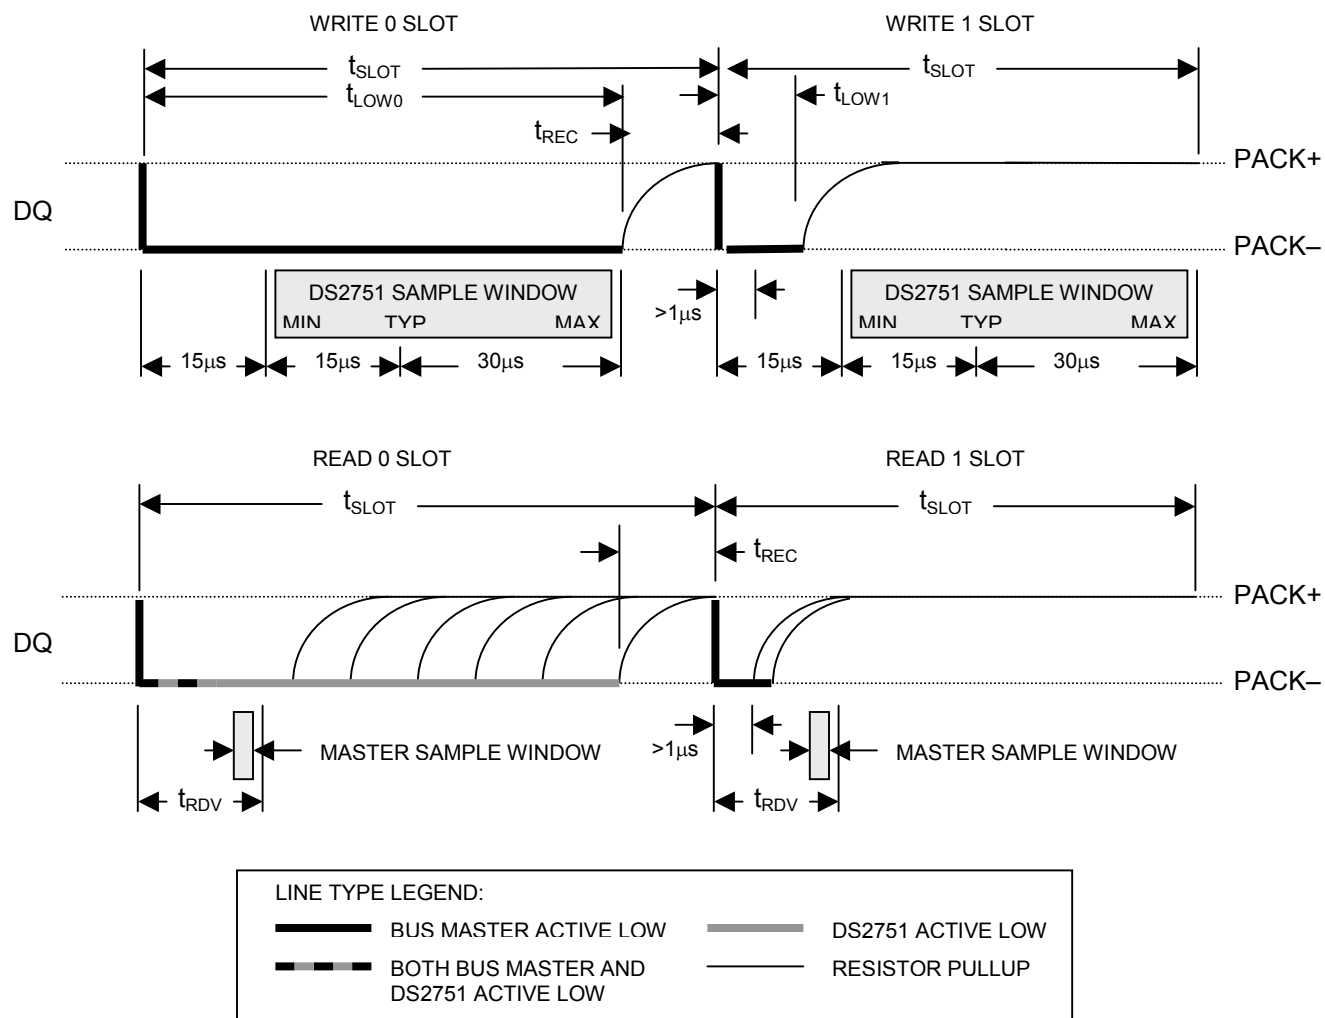 WRITE 0 SLOT WRITE 1 SLOT
tSLOT tSLOT
tLOW0 tLOW1
tREC
PACK+
DQ
PACK–
DS2751 SAMPLE WINDOW >1μs DS2751 SAMPLE WINDOW
MIN TYP MAX MIN TYP MAX
15μs 15μs 30μs 15μs 15μs 30μs
READ 0 SLOT READ 1 SLOT
tSLOT tSLOT
tREC
PACK+
DQ
PACK–
MASTER SAMPLE WINDOW >1μs MASTER SAMPLE WINDOW
tRDV tRDV
LINE TYPE LEGEND:
BUS MASTER ACTIVE LOW DS2751 ACTIVE LOW
BOTH BUS MASTER AND RESISTOR PULLUP
DS2751 ACTIVE LOW